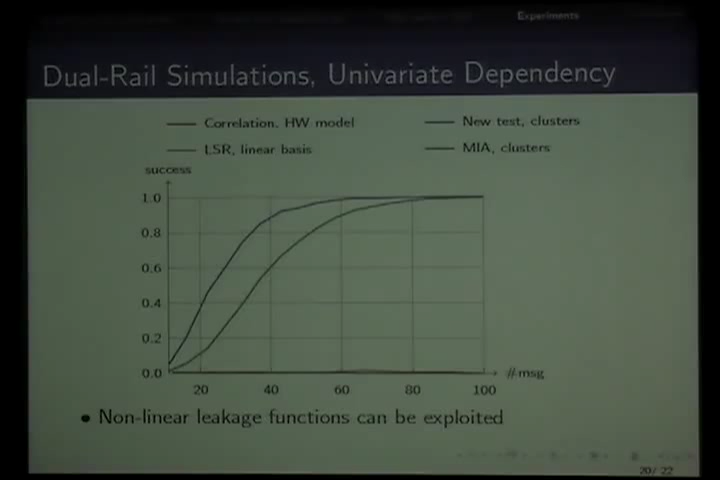 Experiments
Dual-Rail Simulations, Univariate Dependency
Correlation, HW model
New test, clusters
LSR, linear basis
MIA, clusters
success
1.0
0.8
0.6
0.4
0.2
0.0
#msg
20 40 60 80 100
• Non-linear leakage functions can be exploited
20/ 22